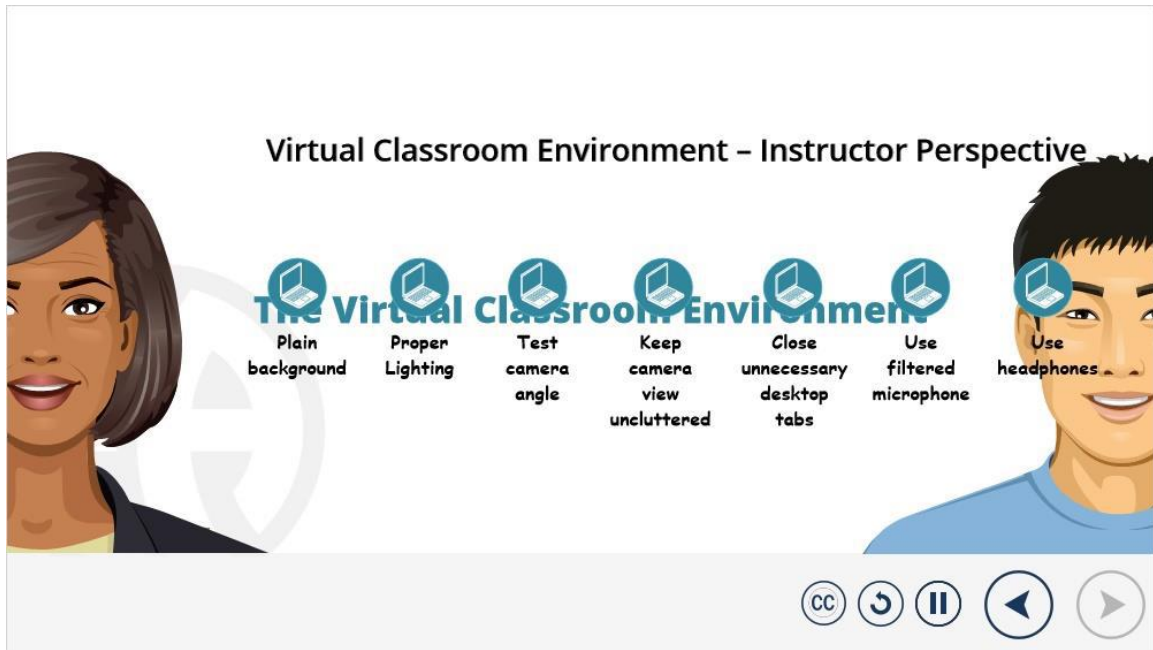 Virtual Classroom Environment – Instructor Perspective
The Virtual Classroom Environment
Plain
background
Proper
Lighting
Test
camera
angle
Keep
camera
view
uncluttered
Close
unnecessary
desktop
tabs
Use
filtered
microphone
Use
headphones
CC